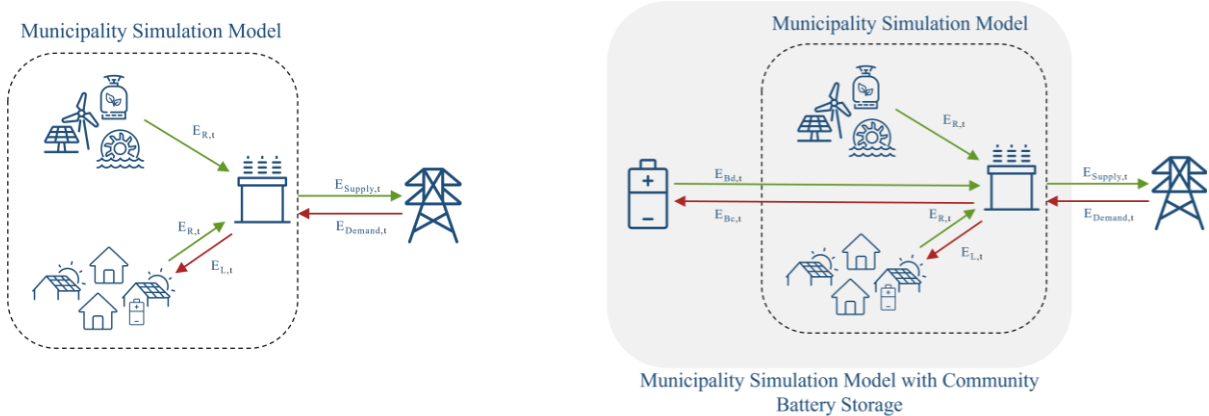 Municipality Simulation Model
E_R,t
E_Supply,t
E_Demand,t
E_R,t
E_L,t
Municipality Simulation Model
E_R,t
E_Bd,t
E_Supply,t
E_Bc,t
E_R,t
E_Demand,t
E_L,t
Municipality Simulation Model with Community
Battery Storage